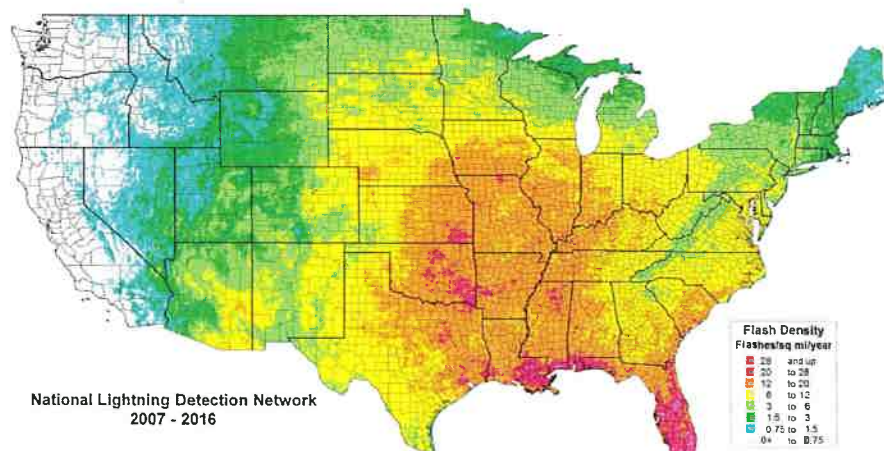 National Lightning Detection Network
2007 - 2016
Flash Density
Flashes/sq mi/year
28 and up
20 to 28
12 to 20
6 to 12
3 to 6
1.5 to 3
0.75 to 1.5
.0+ to 0.75